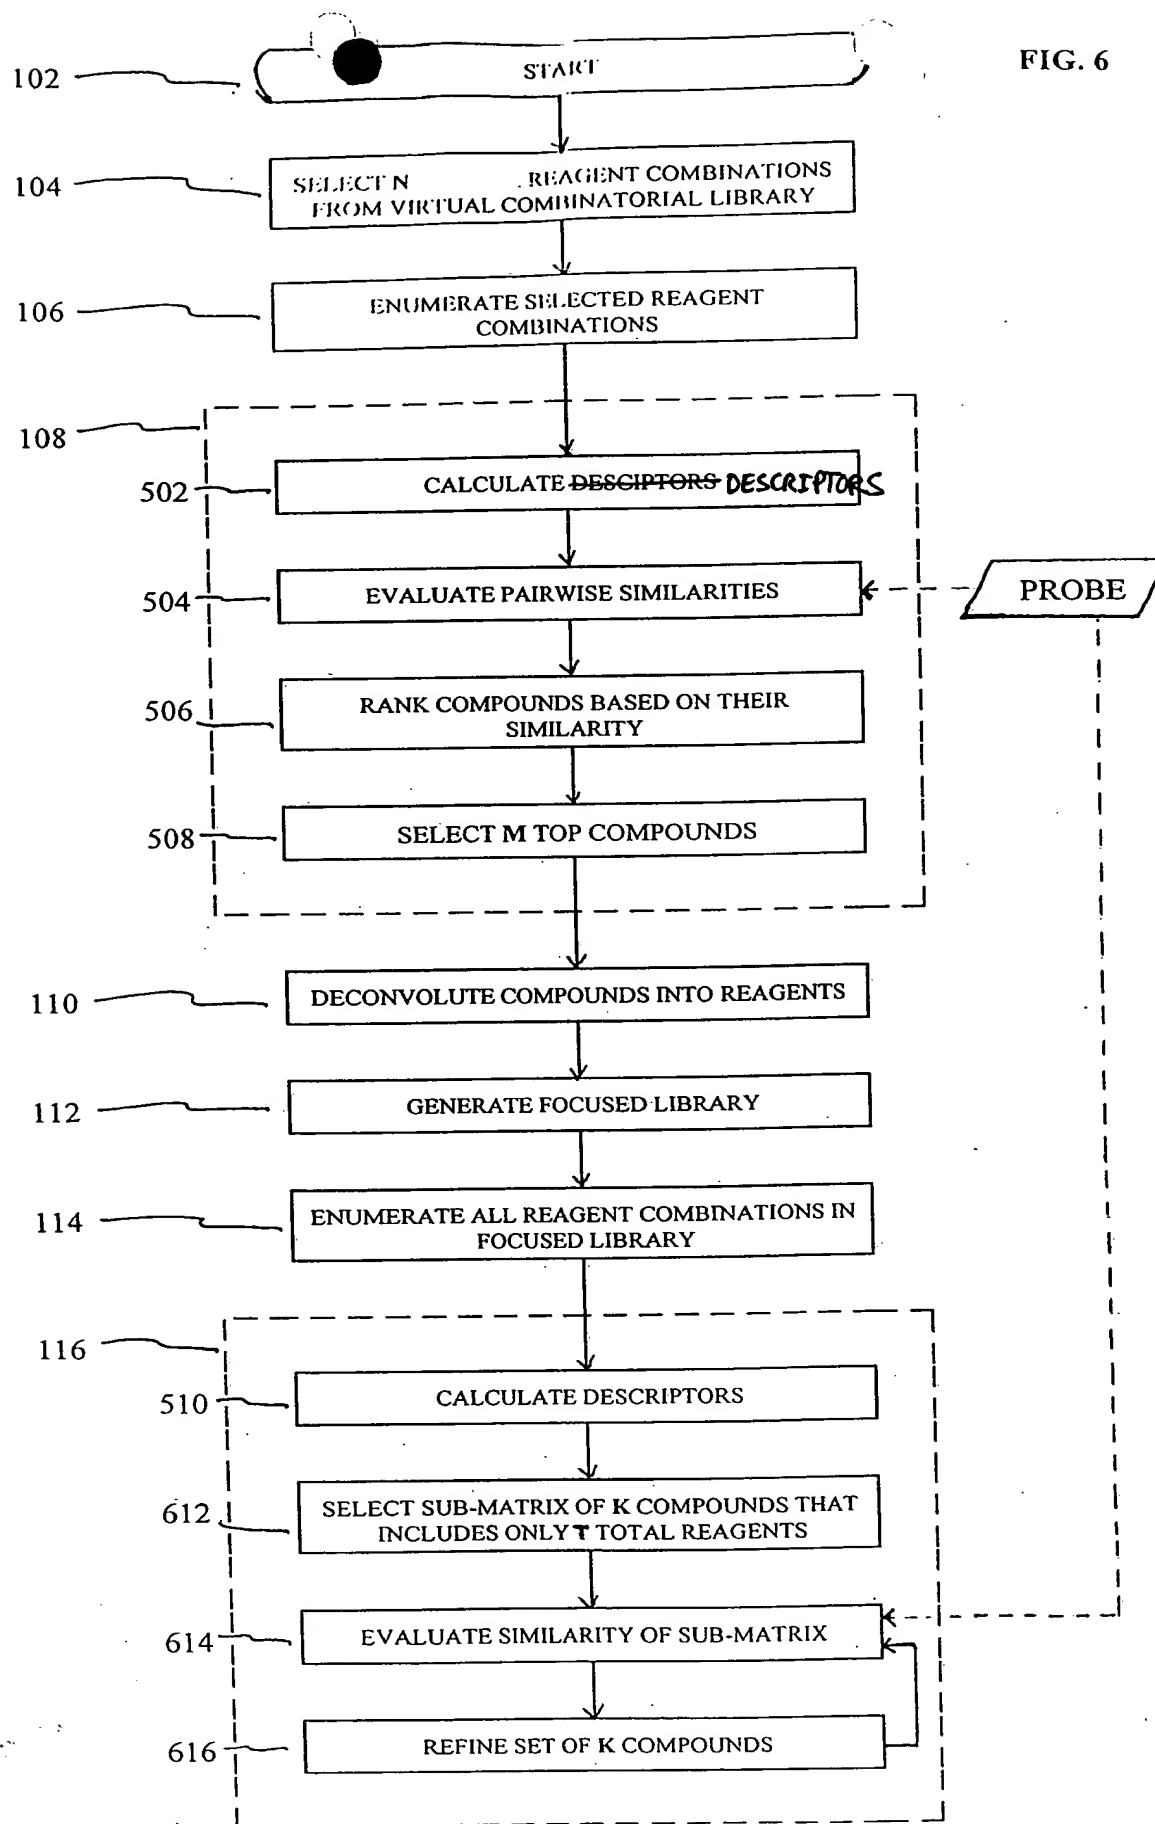 FIG. 6
102
START
104
SELECT N REAGENT COMBINATIONS
FROM VIRTUAL COMBINATORIAL LIBRARY
106
ENUMERATE SELECTED REAGENT
COMBINATIONS
108
502
CALCULATE DESCIPTORS DESCRIPTORS
504
EVALUATE PAIRWISE SIMILARITIES
PROBE
506
RANK COMPOUNDS BASED ON THEIR
SIMILARITY
508
SELECT M TOP COMPOUNDS
110
DECONVOLUTE COMPOUNDS INTO REAGENTS
112
GENERATE FOCUSED LIBRARY
114
ENUMERATE ALL REAGENT COMBINATIONS IN
FOCUSED LIBRARY
116
510
CALCULATE DESCRIPTORS
612
SELECT SUB-MATRIX OF K COMPOUNDS THAT
INCLUDES ONLY T TOTAL REAGENTS
614
EVALUATE SIMILARITY OF SUB-MATRIX
616
REFINE SET OF K COMPOUNDS